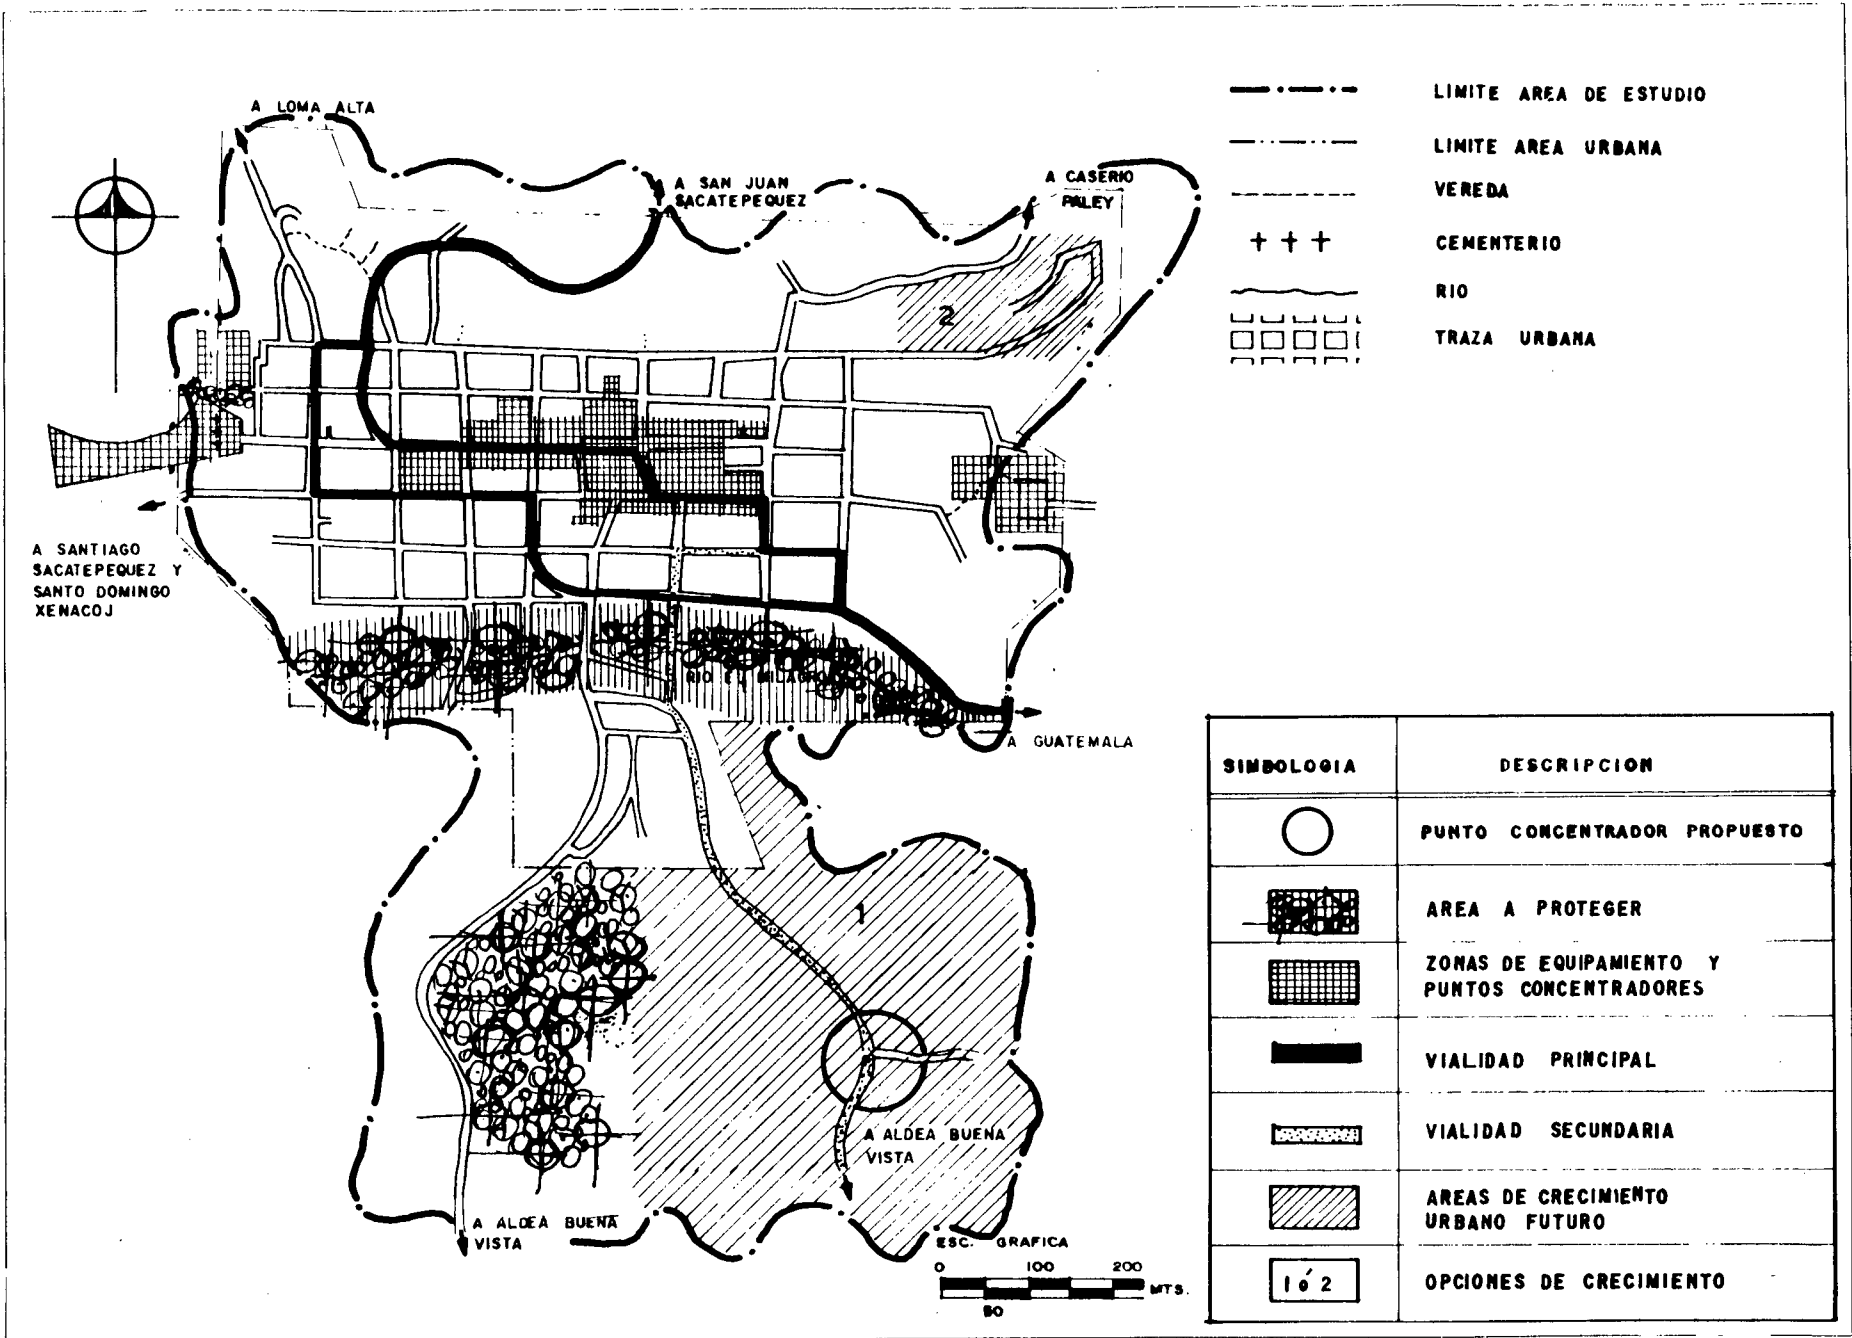 A LOMA ALTA
A SAN JUAN
SACATEPEQUEZ
A CASERIO
PALEY
2
A SANTIAGO
SACATEPEQUEZ Y
SANTO DOMINGO
XENACOJ
RIO EL MILAGRO
A GUATEMALA
1
A ALDEA BUENA
VISTA
A ALDEA BUENA
VISTA
ESC. GRAFICA
0 100 200
MTS.
50
LIMITE AREA DE ESTUDIO
LIMITE AREA URBANA
VEREDA
CEMENTERIO
RIO
TRAZA URBANA
SIMBOLOGIA DESCRIPCION
PUNTO CONCENTRADOR PROPUESTO
AREA A PROTEGER
ZONAS DE EQUIPAMIENTO Y
PUNTOS CONCENTRADORES
VIALIDAD PRINCIPAL
VIALIDAD SECUNDARIA
AREAS DE CRECIMIENTO
URBANO FUTURO
1 ó 2 OPCIONES DE CRECIMIENTO